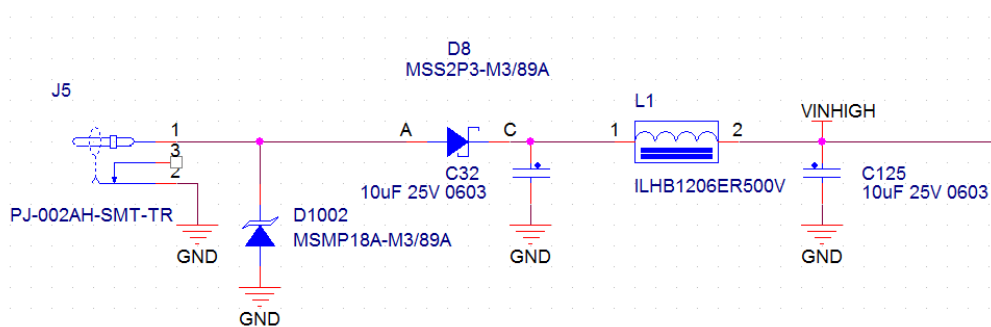 D8
MSS2P3-M3/89A
J5
L1
VINHIGH
1
A
C
1
2
3
2
C32
10uF 25V 0603
ILHB1206ER500V
C125
10uF 25V 0603
PJ-002AH-SMT-TR
D1002
MSMP18A-M3/89A
GND
GND
GND
GND